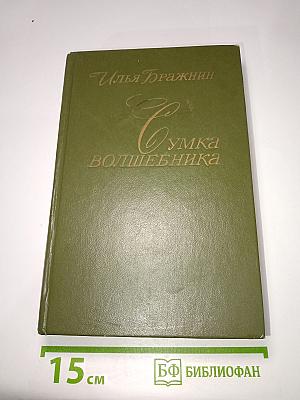 Илья Бражнин
Сумка
волшебника
15 см
БФ БИБЛИОФАН